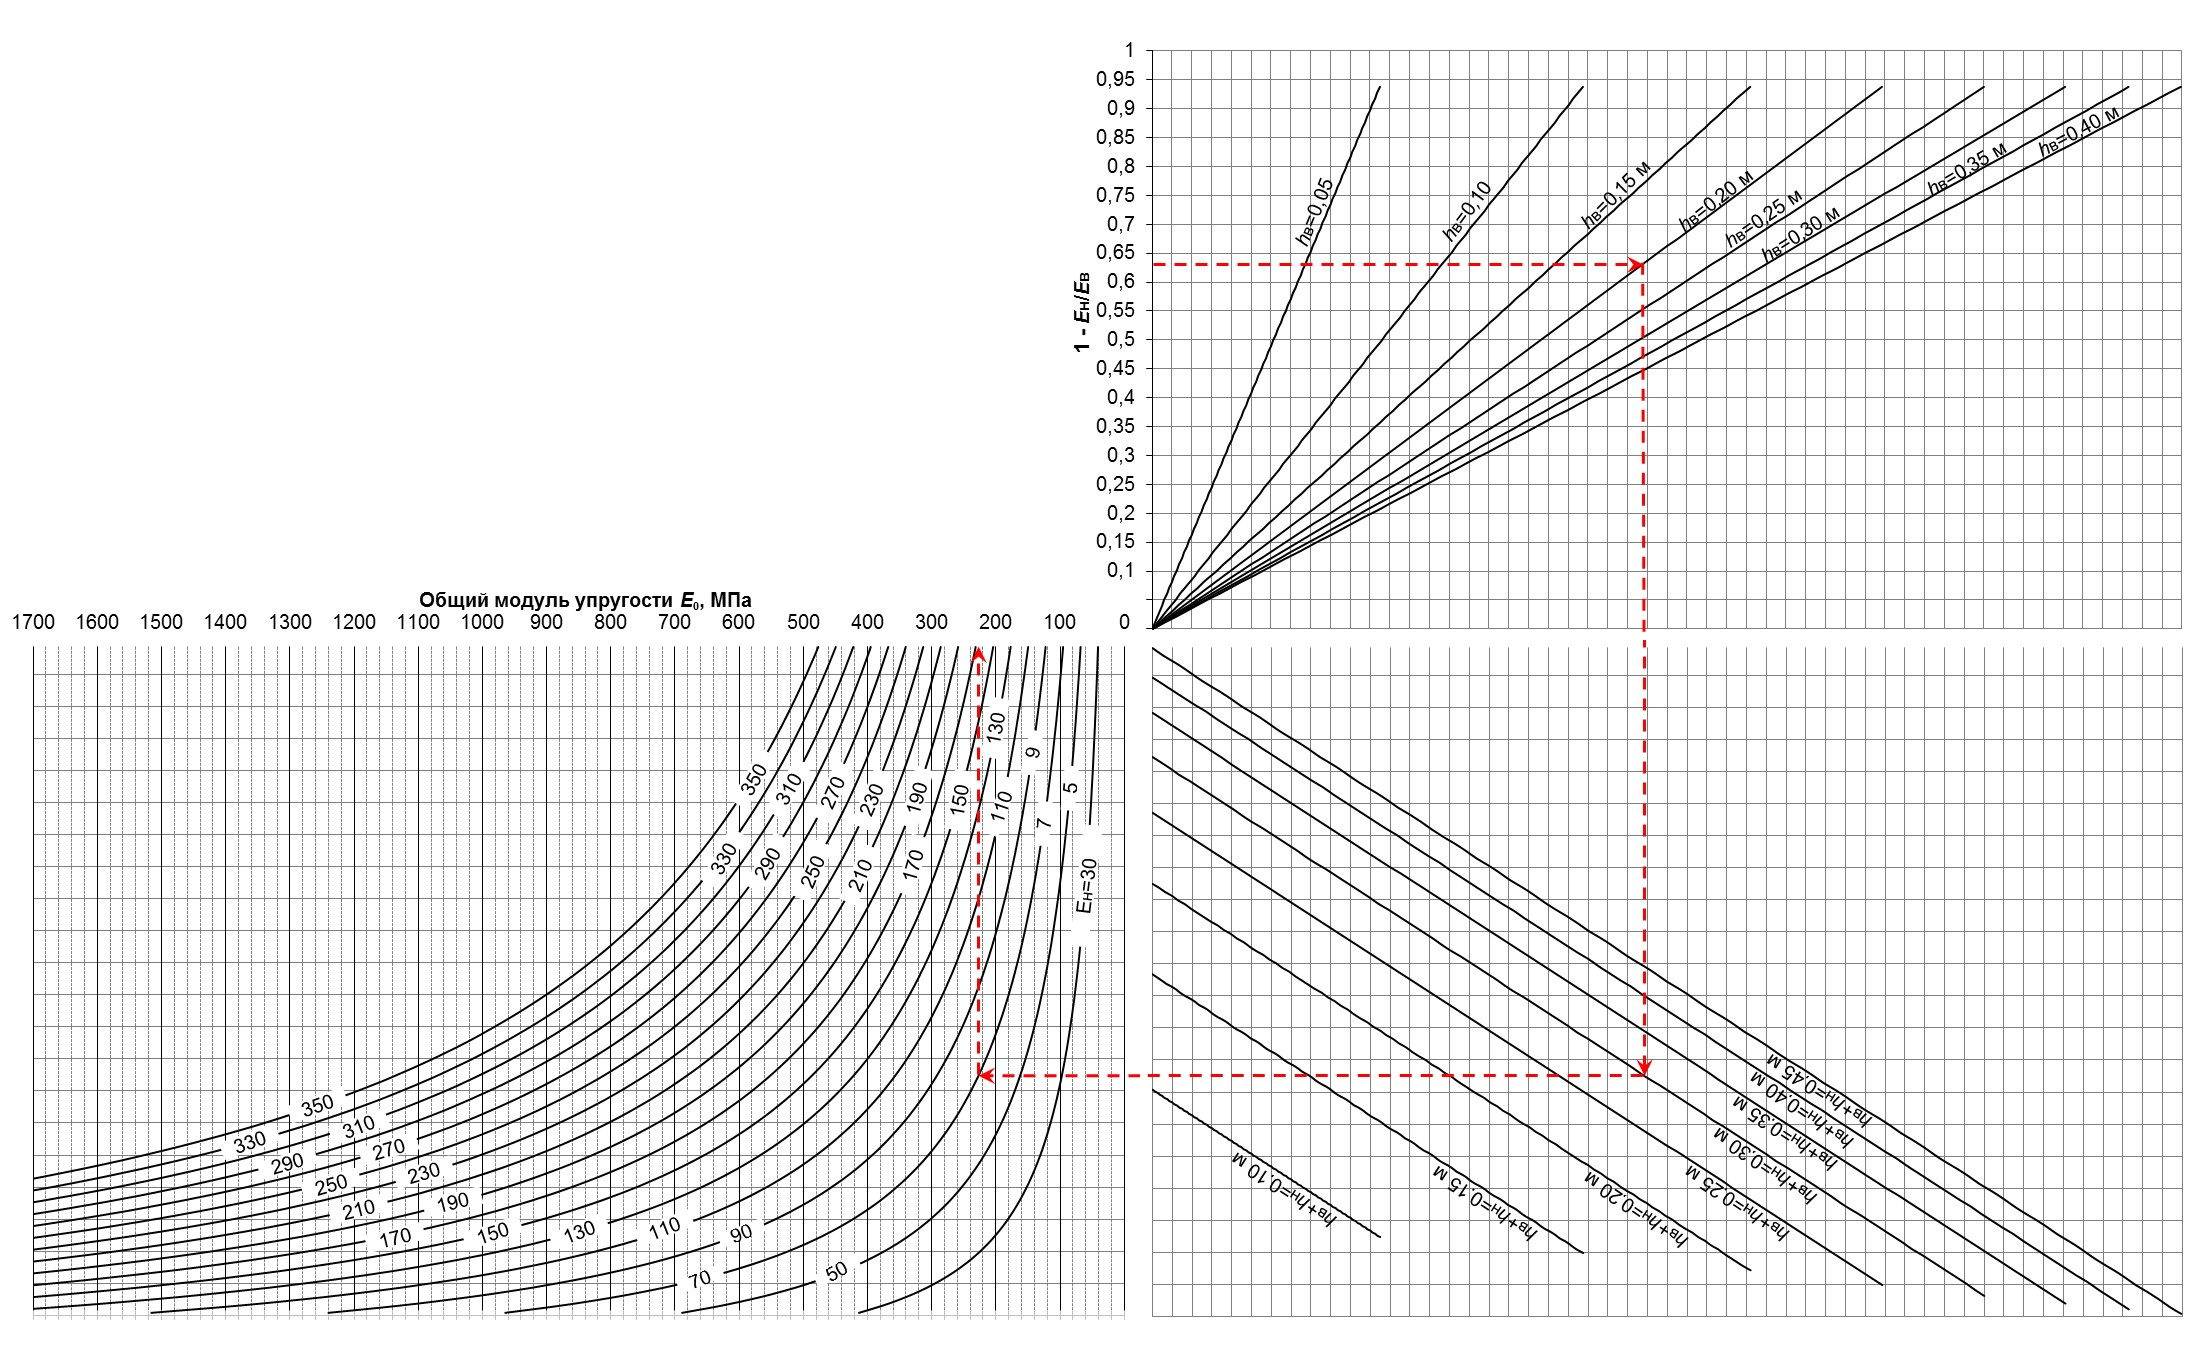 1
0,95
0,9
0,85
0,8
0,75
0,7
0,65
0,6
0,55
0,5
0,45
0,4
0,35
0,3
0,25
0,2
0,15
0,1
1 - Eн/Eв
hв=0,05
hв=0,10
hв=0,15 м
hв=0,20 м
hв=0,25 м
hв=0,30 м
hв=0,35 м
hв=0,40 м
Общий модуль упругости E0, МПа
1700 1600 1500 1400 1300 1200 1100 1000 900 800 700 600 500 400 300 200 100 0
350
310
270
230
190
150
130
110
9
7
5
330
290
250
210
170
Eн=30
350
330
310
290
270
250
230
210
190
170
150
130
110
90
70
50
hв+hн=0,45 м
hв+hн=0,40 м
hв+hн=0,35 м
hв+hн=0,30 м
hв+hн=0,25 м
hв+hн=0,20 м
hв+hн=0,15 м
hв+hн=0,10 м